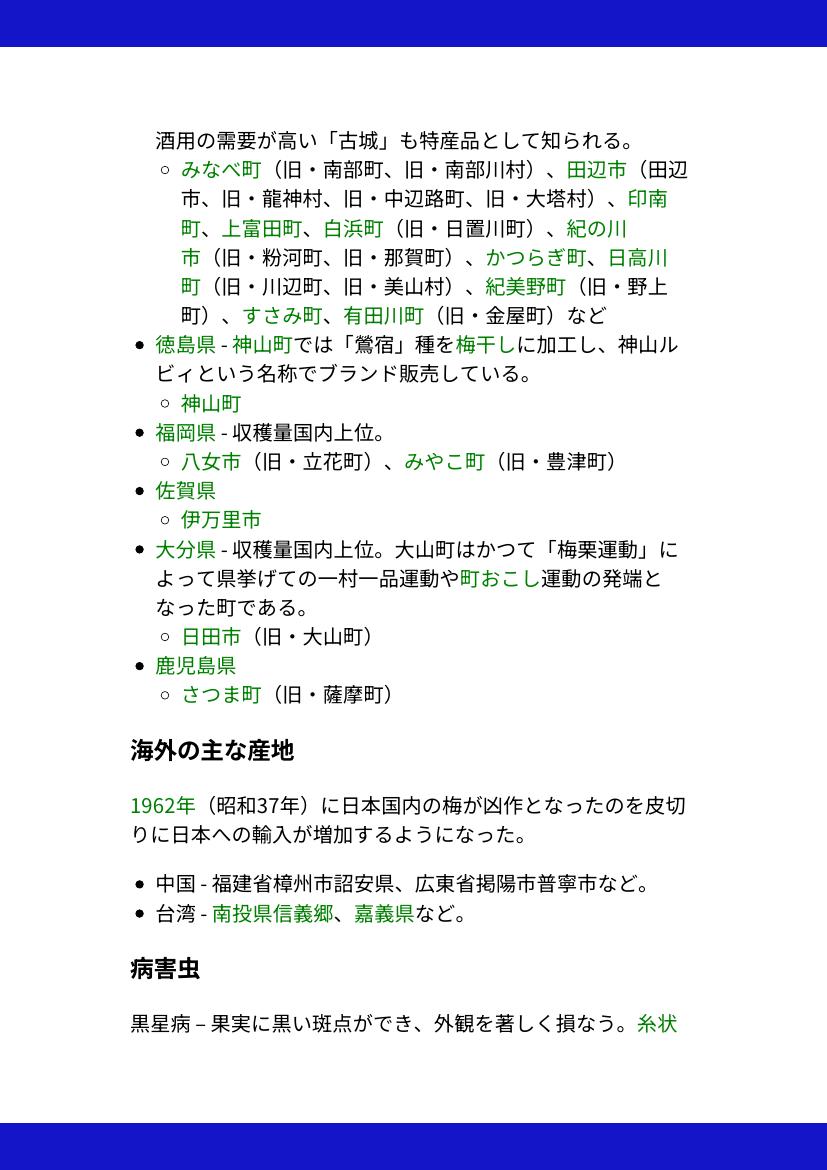 酒用の需要が高い「古城」も特産品として知られる。
みなべ町（旧・南部町、旧・南部川村）、田辺市（田辺
市、旧・龍神村、旧・中辺路町、旧・大塔村）、印南
町、上富田町、白浜町（旧・日置川町）、紀の川
市（旧・粉河町、旧・那賀町）、かつらぎ町、日高川
町（旧・川辺町、旧・美山村）、紀美野町（旧・野上
町）、すさみ町、有田川町（旧・金屋町）など
徳島県 - 神山町では「鶯宿」種を梅干しに加工し、神山ル
ビィという名称でブランド販売している。
神山町
福岡県 - 収穫量国内上位。
八女市（旧・立花町）、みやこ町（旧・豊津町）
佐賀県
伊万里市
大分県 - 収穫量国内上位。大山町はかつて「梅栗運動」に
よって県挙げての一村一品運動や町おこし運動の発端と
なった町である。
日田市（旧・大山町）
鹿児島県
さつま町（旧・薩摩町）
海外の主な産地
1962年（昭和37年）に日本国内の梅が凶作となったのを皮切
りに日本への輸入が増加するようになった。
中国 - 福建省樟州市詔安県、広東省掲陽市普寧市など。
台湾 - 南投県信義郷、嘉義県など。
病害虫
黒星病 – 果実に黒い斑点ができ、外観を著しく損なう。糸状